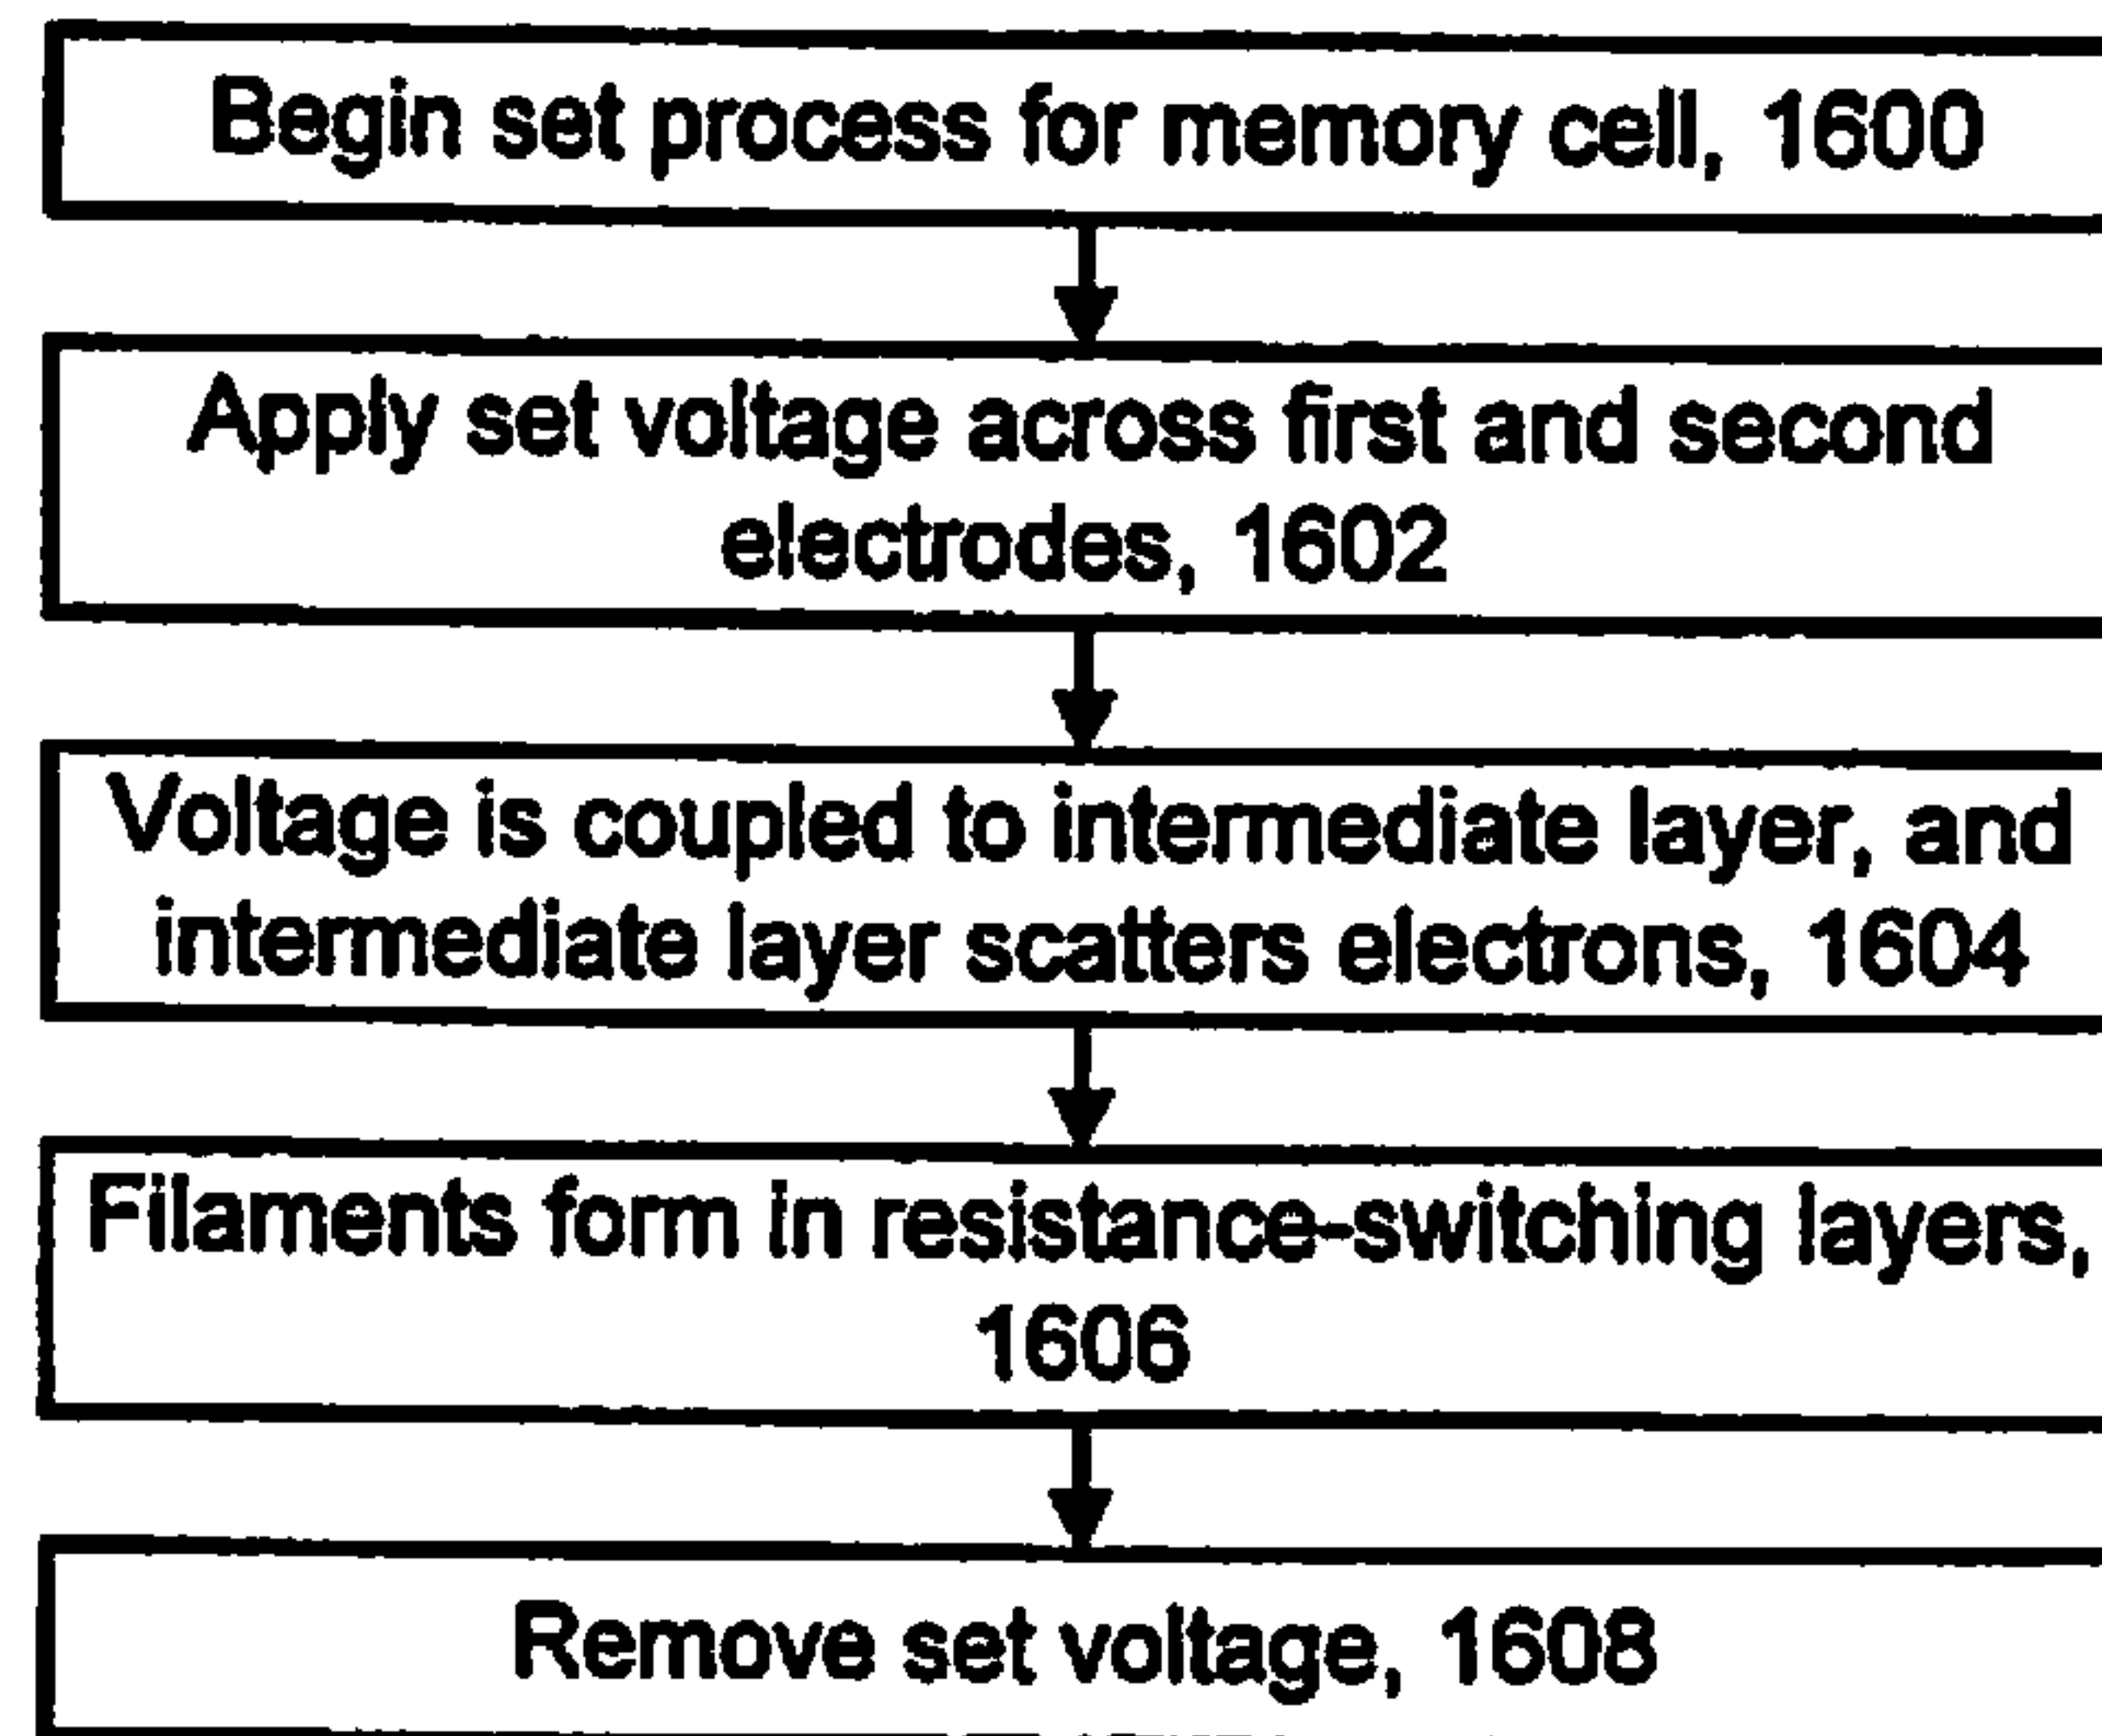 Begin set process for memory cell, 1600
Apply set voltage across first and second
electrodes, 1602
Voltage is coupled to intermediate layer, and
intermediate layer scatters electrons, 1604
Filaments form in resistance-switching layers,
1606
Remove set voltage, 1608